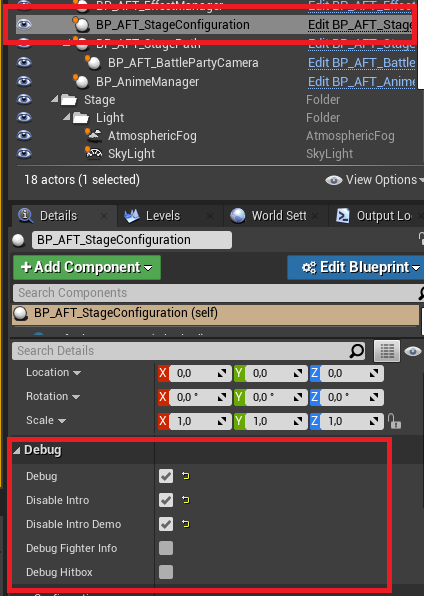 BP_AFT_EffectManager
BP_AFT_StageConfiguration Edit BP_AFT_Stage
BP_AFT_StagePath Edit BP_AFT_Stage
BP_AFT_BattlePartyCamera Edit BP_AFT_Battle
BP_AnimeManager Edit BP_AFT_Anime
Stage Folder
Light Folder
AtmosphericFog AtmosphericFog
SkyLight SkyLight
18 actors (1 selected) View Options
Details Levels World Sett Output Lo
BP_AFT_StageConfiguration
+ Add Component Edit Blueprint
Search Components
BP_AFT_StageConfiguration (self)
Search Details
Location X 0,0 Y 0,0 Z 0,0
Rotation X 0,0 ° Y 0,0 ° Z 0,0 °
Scale X 1,0 Y 1,0 Z 1,0
Debug
Debug
Disable Intro
Disable Intro Demo
Debug Fighter Info
Debug Hitbox